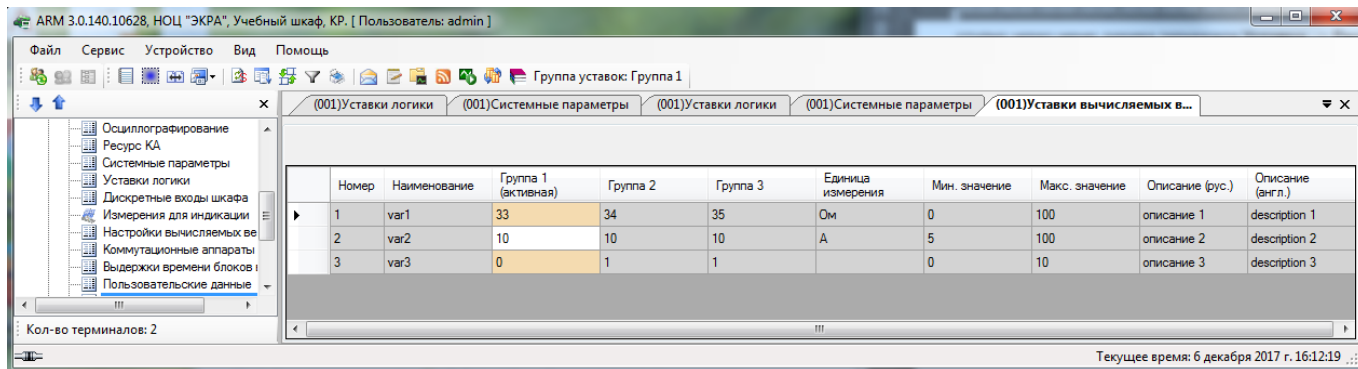 ARM 3.0.140.10628, НОЦ "ЭКРА", Учебный шкаф, КР. [ Пользователь: admin ]
Файл Сервис Устройство Вид Помощь
Группа уставок: Группа 1
(001)Уставки логики (001)Системные параметры (001)Уставки логики (001)Системные параметры (001)Уставки вычисляемых в...
Осциллографирование
Ресурс КА
Системные параметры
Уставки логики
Дискретные входы шкафа
Измерения для индикации
Настройки вычисляемых ве
Коммутационные аппараты
Выдержки времени блоков
Пользовательские данные
Кол-во терминалов: 2
Номер Наименование Группа 1 (активная) Группа 2 Группа 3 Единица измерения Мин. значение Макс. значение Описание (рус.) Описание (англ.)
1 var1 33 34 35 Ом 0 100 описание 1 description 1
2 var2 10 10 10 А 5 100 описание 2 description 2
3 var3 0 1 1 0 10 описание 3 description 3
Текущее время: 6 декабря 2017 г. 16:12:19